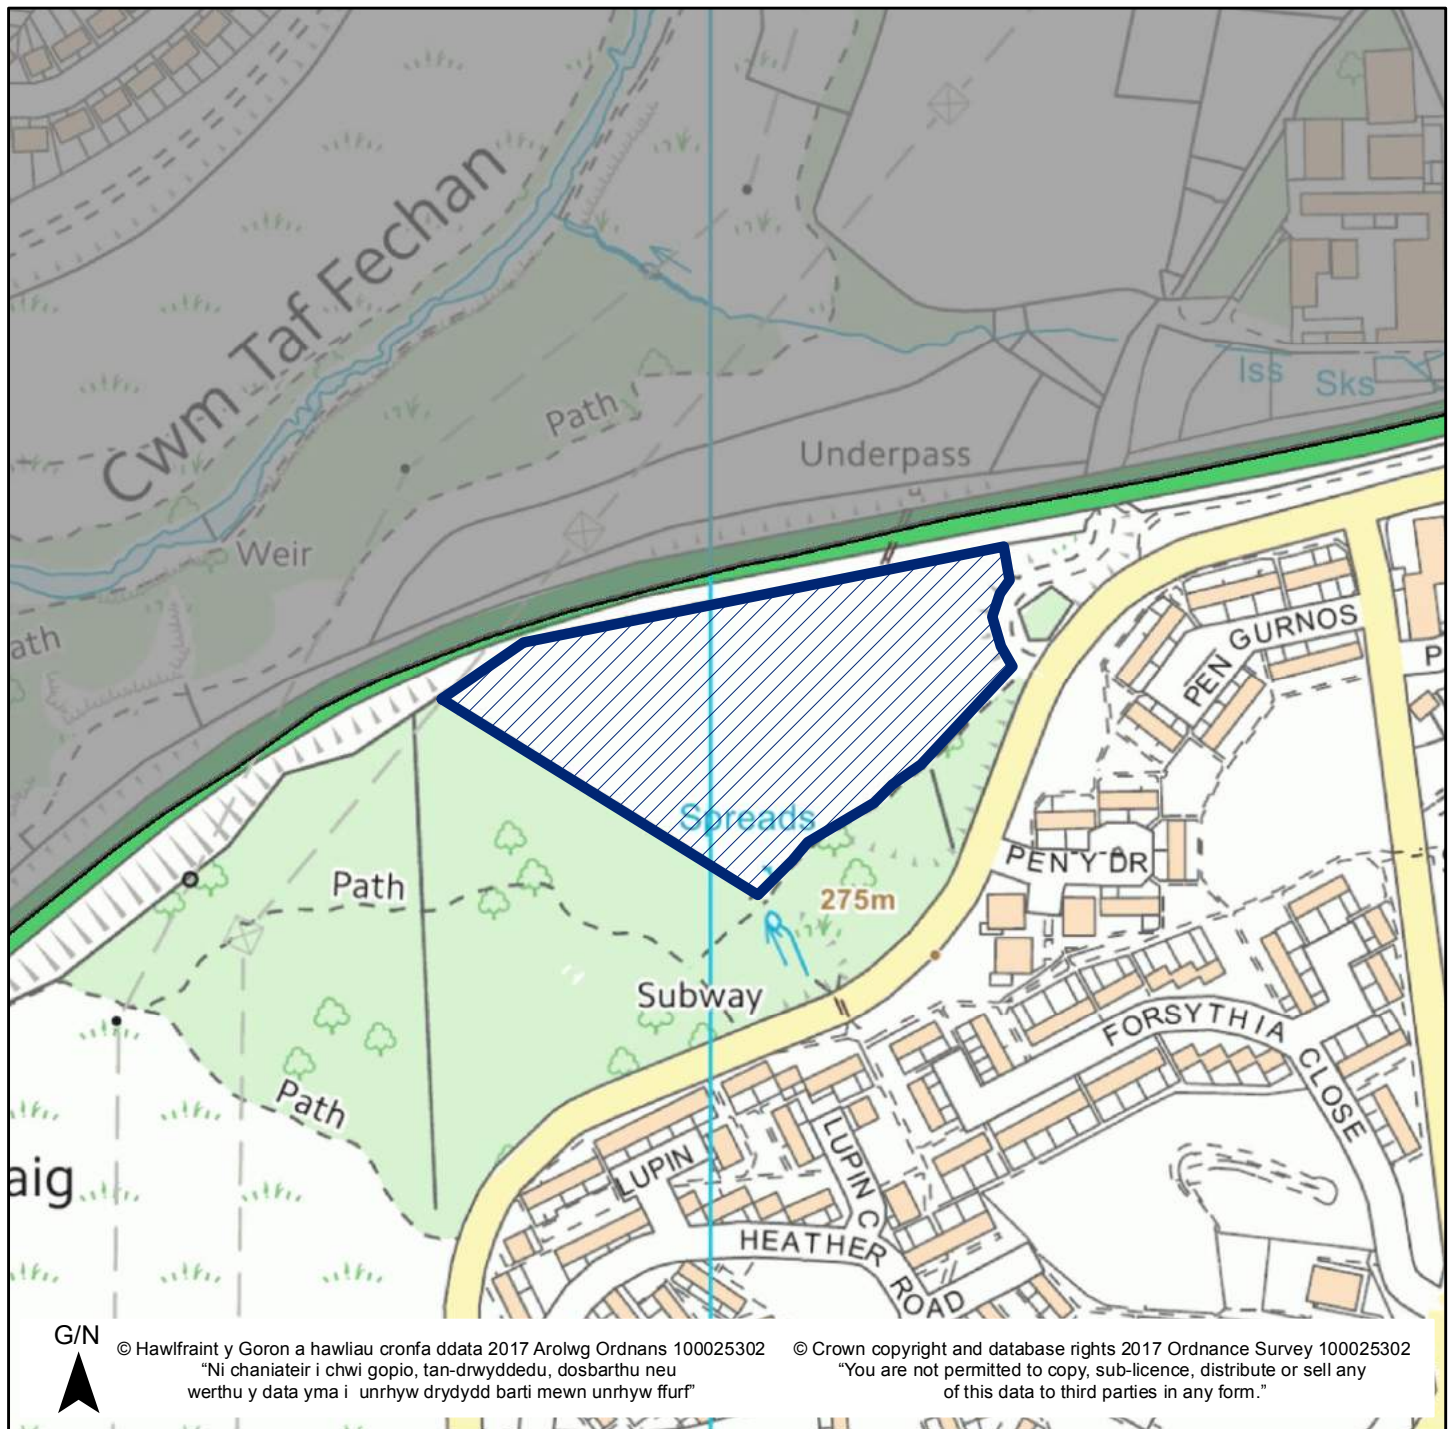 Cwm Taf Fechan
Iss
Sks
Path
Underpass
Weir
ath
PEN GURNOS
P
Spreads
PEN Y DR
Path
275m
Subway
FORSYTHIA CLOSE
Path
LUPIN
LUPIN C
aig
HEATHER ROAD
G/N
© Hawlfraint y Goron a hawliau cronfa ddata 2017 Arolwg Ordnans 100025302
“Ni chaniateir i chwi gopio, tan-drwyddedu, dosbarthu neu
werthu y data yma i unrhyw drydydd barti mewn unrhyw ffurf”
© Crown copyright and database rights 2017 Ordnance Survey 100025302
“You are not permitted to copy, sub-licence, distribute or sell any
of this data to third parties in any form.”